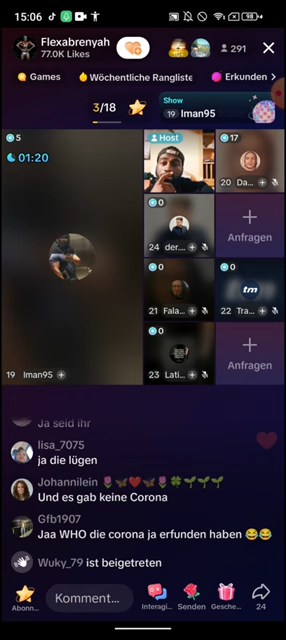 15:06
98
Flexabrenyah
77.0K Likes
291
Games
Wöchentliche Rangliste
Erkunden
3/18
Show
19 Iman95
5
01:20
Host
17
20 Da...
0
24 der....
Anfragen
0
21 Fala...
0
22 Tra...
tm
0
23 Lati...
Anfragen
19 Iman95
Ja seid ihr
lisa_7075
ja die lügen
Johannilein 🌷🦋❤️🦋🌷🍀🌱🌱🌱
Und es gab keine Corona
Gfb1907
Jaa WHO die corona ja erfunden haben 😂😂
Wuky_79 ist beigetreten
Abonn...
Komment...
Interagi...
Senden
Gesche...
24